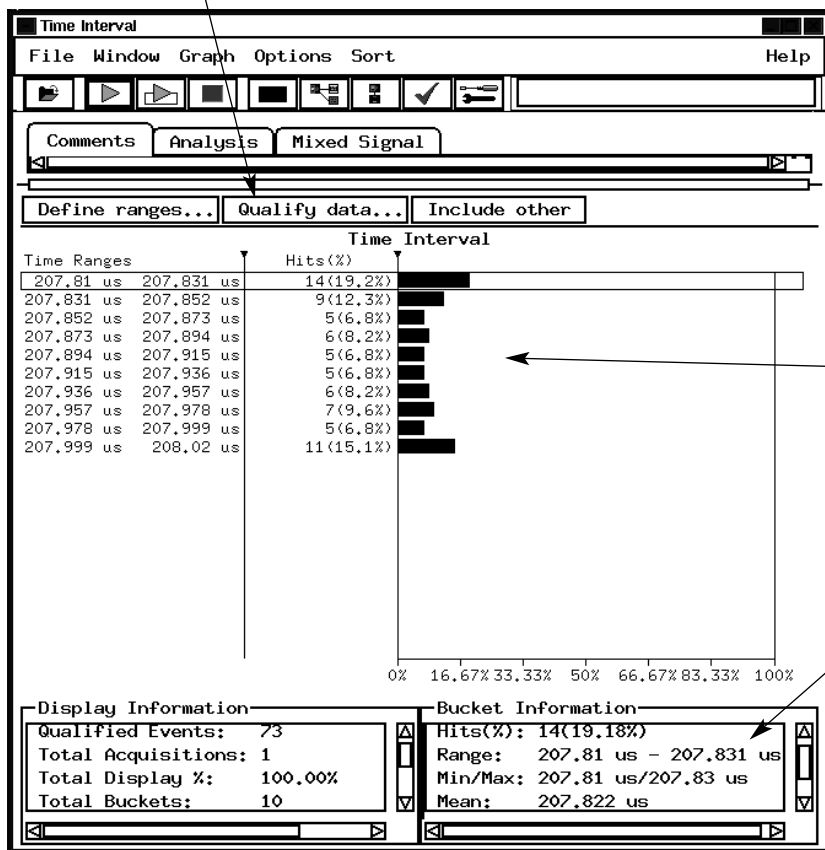 Time Interval
File Window Graph Options Sort Help
Comments Analysis Mixed Signal
Define ranges... Qualify data... Include other
Time Interval
Time Ranges Hits(%)
207.81 us 207.831 us 14(19.2%)
207.831 us 207.852 us 9(12.3%)
207.852 us 207.873 us 5(6.8%)
207.873 us 207.894 us 6(8.2%)
207.894 us 207.915 us 5(6.8%)
207.915 us 207.936 us 5(6.8%)
207.936 us 207.957 us 6(8.2%)
207.957 us 207.978 us 7(9.6%)
207.978 us 207.999 us 5(6.8%)
207.999 us 208.02 us 11(15.1%)
0% 16.67% 33.33% 50% 66.67% 83.33% 100%
Display Information
Qualified Events: 73
Total Acquisitions: 1
Total Display %: 100.00%
Total Buckets: 10
Bucket Information
Hits(%): 14(19.18%)
Range: 207.81 us - 207.831 us
Min/Max: 207.81 us/207.83 us
Mean: 207.822 us